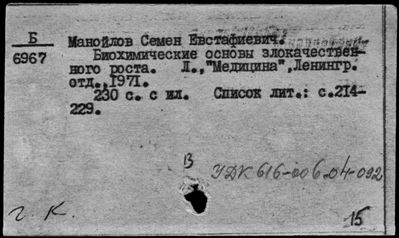 Б
6967
Манойлов Семен Евстафиевич.
Биохимические основы злокачествен-
ного роста. Л.,"Медицина",Ленингр.
отд.,1971.
230 с. с ил. Список лит.: с.214-
229.
В
УДК 616-006.04-092
г. К.
15